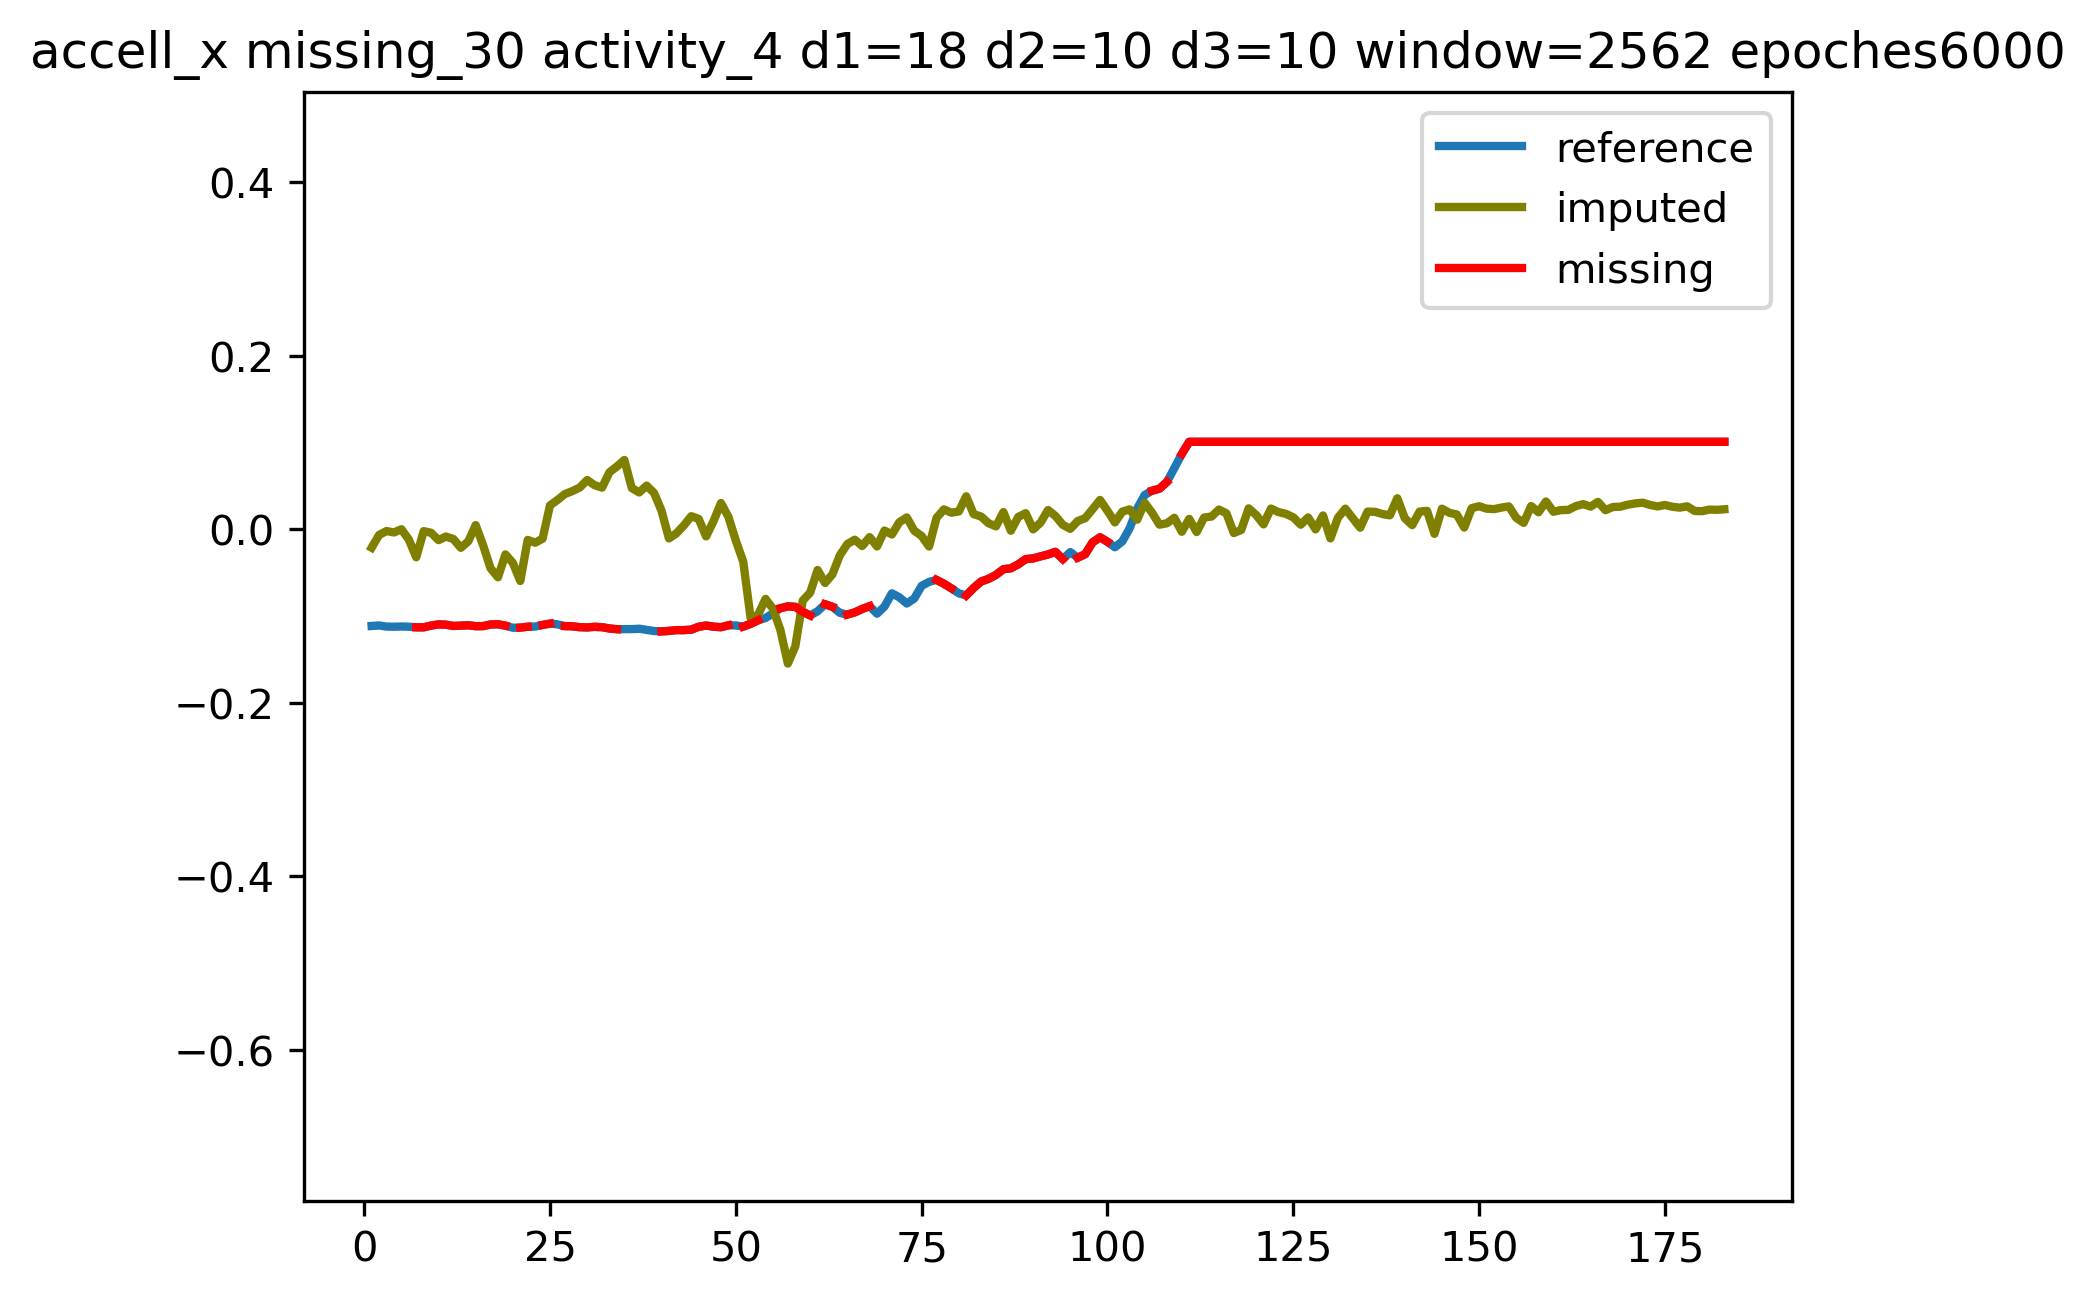 accell_x missing_30 activity_4 d1=18 d2=10 d3=10 window=2562 epoches6000
reference
imputed
missing
0.4
0.2
0.0
−0.2
−0.4
−0.6
0 25 50 75 100 125 150 175